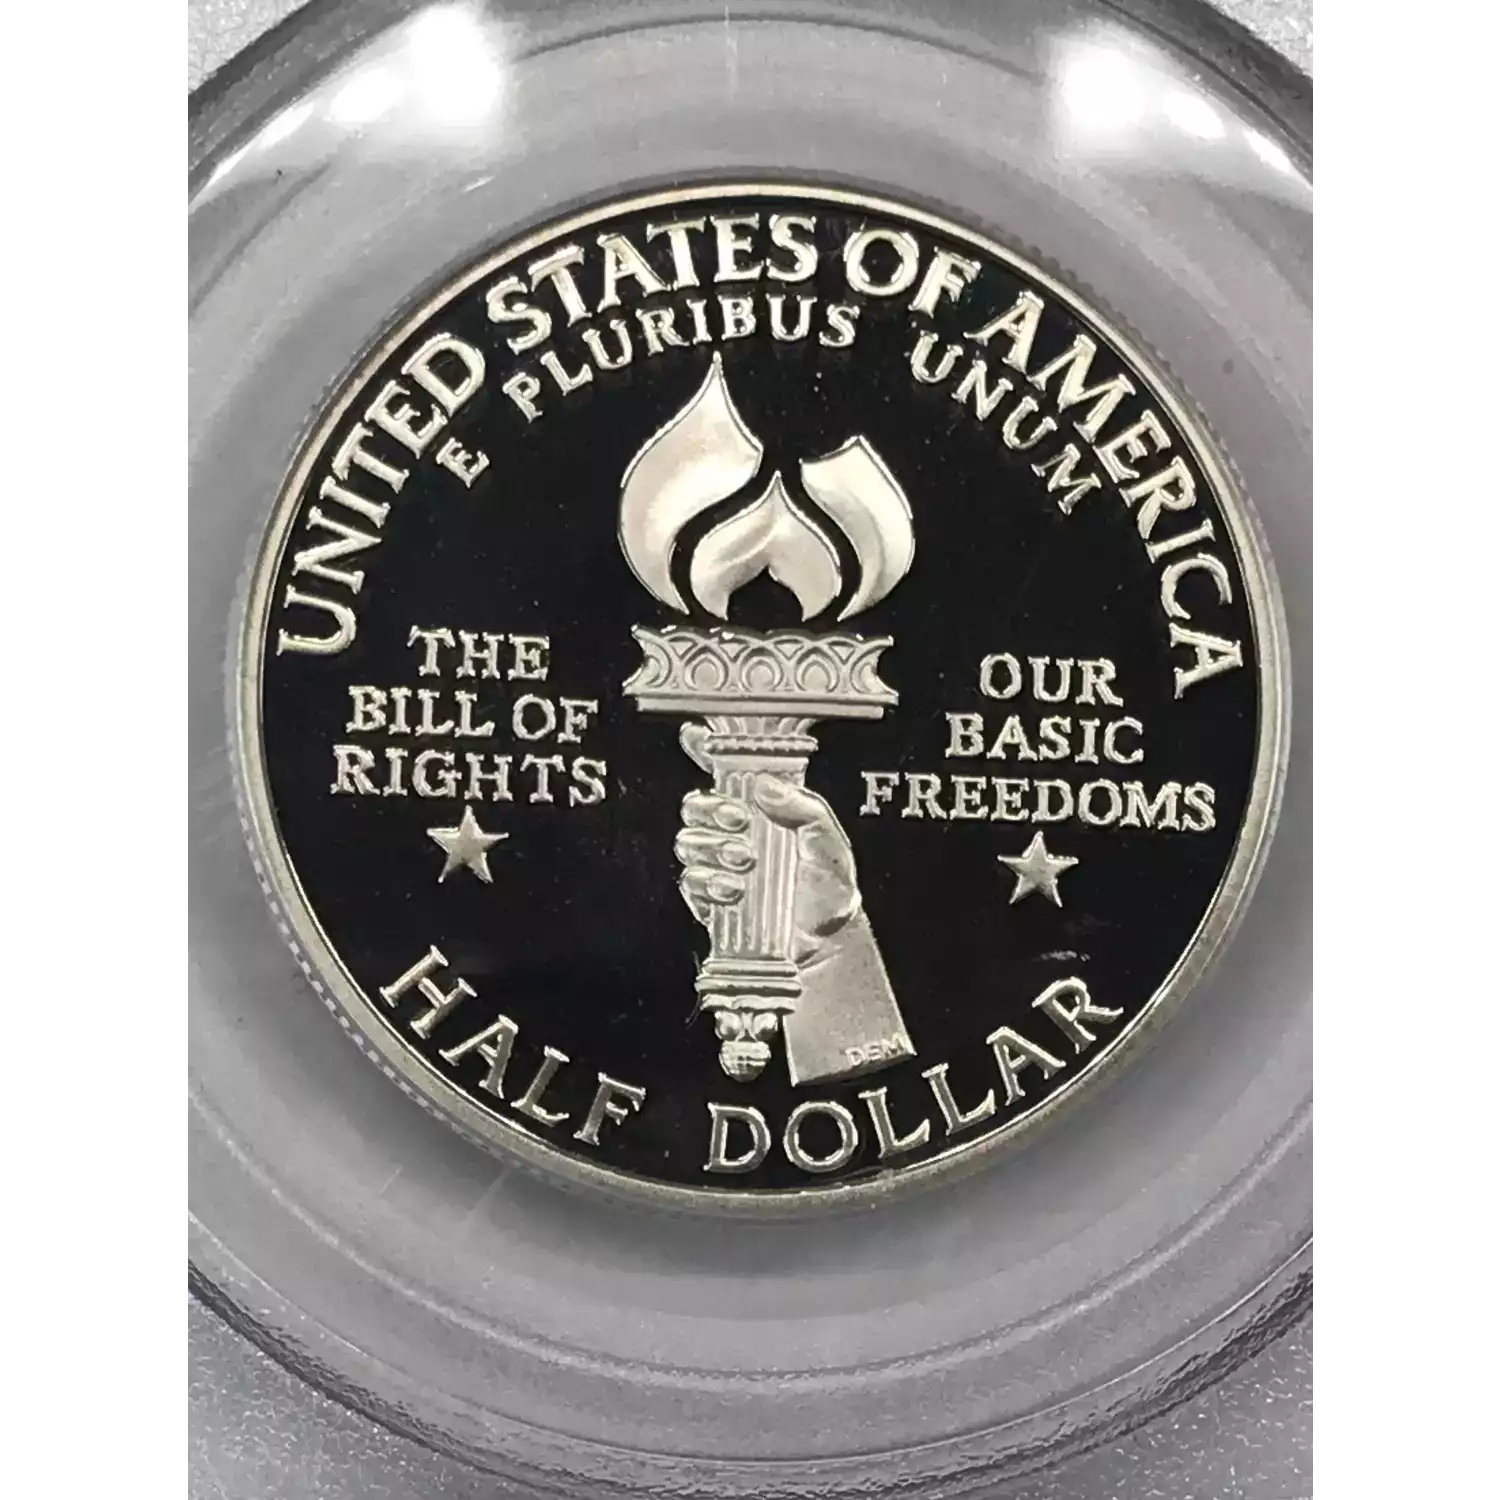 UNITED STATES OF AMERICA
E PLURIBUS UNUM
THE
BILL OF
RIGHTS
OUR
BASIC
FREEDOMS
DEM
HALF DOLLAR